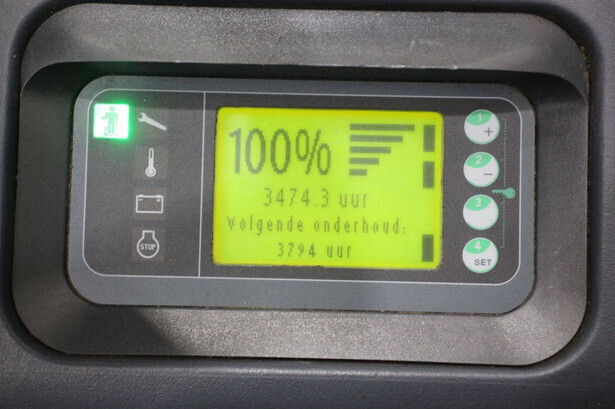 100%
3474.3 uur
Volgende onderhoud:
3794 uur
1
+
2
−
3
4
SET
STOP